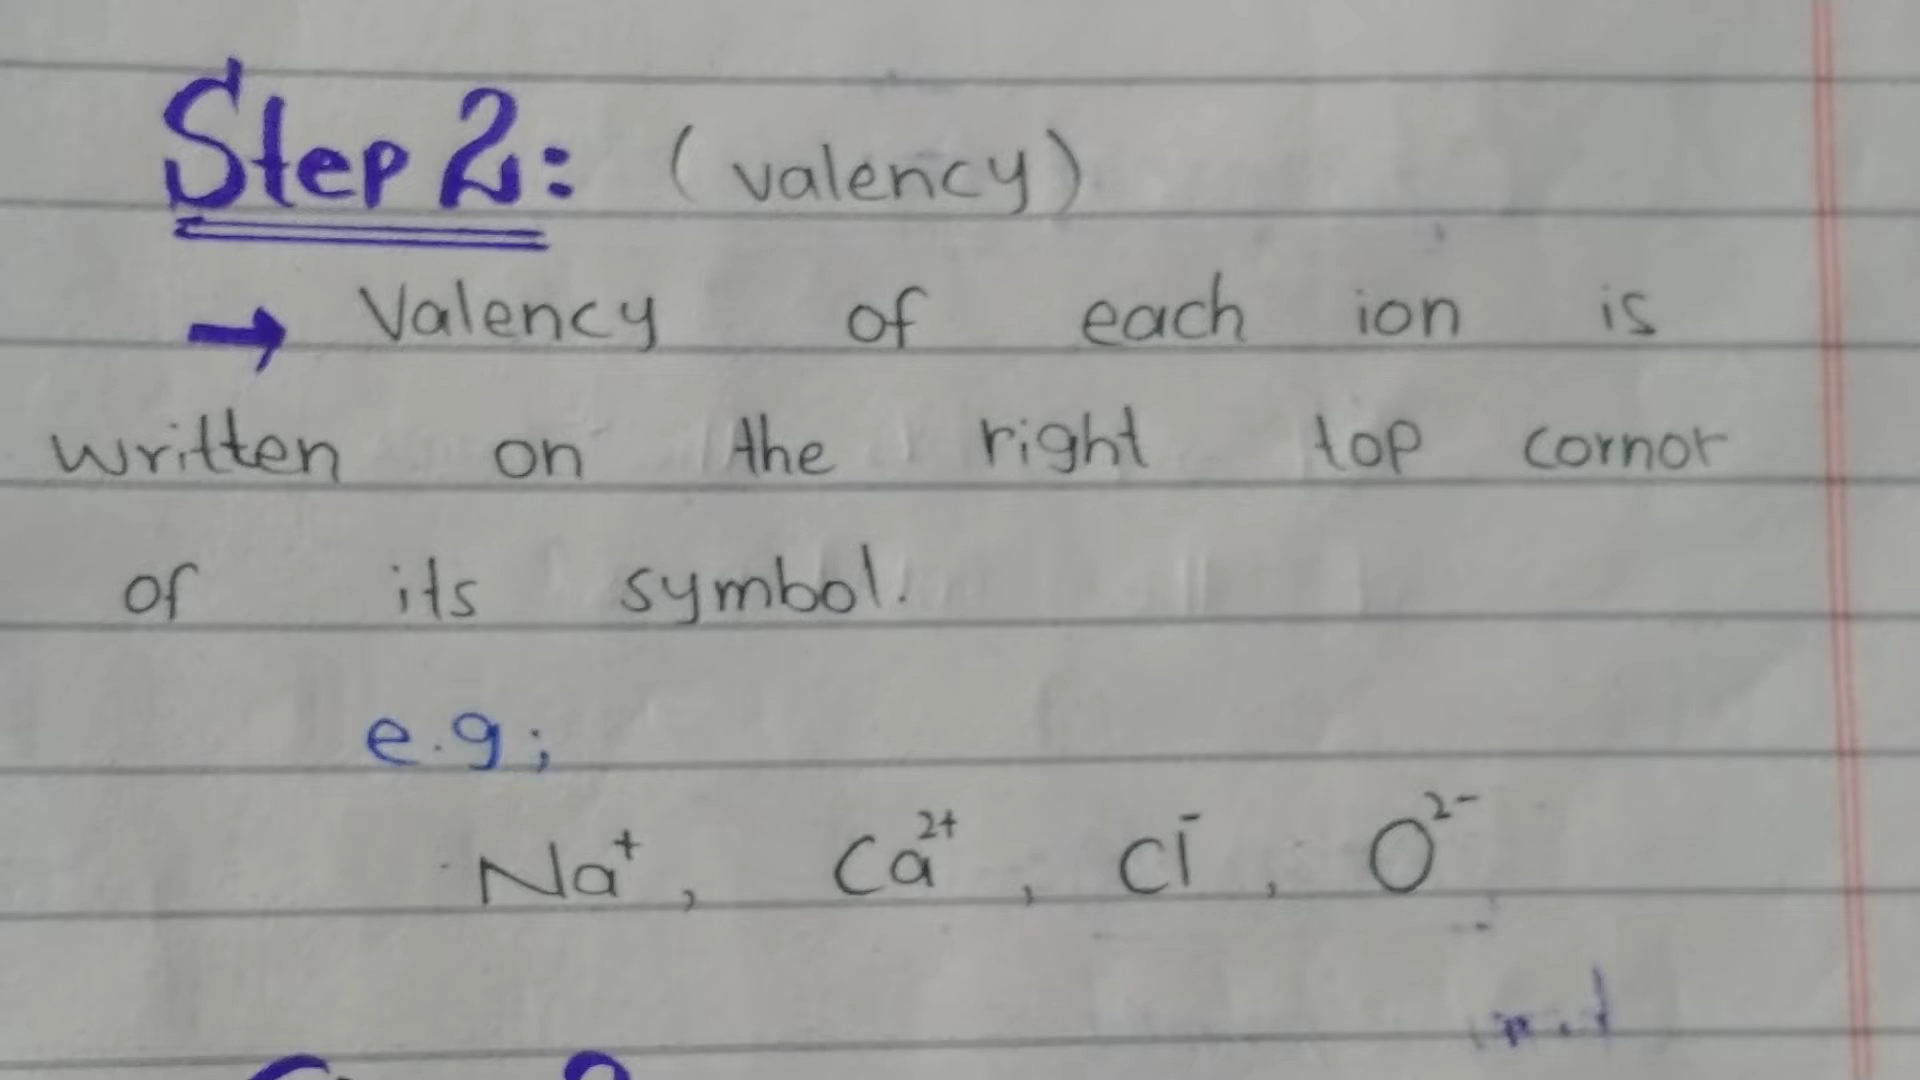 Step 2: (valency)
→ Valency of each ion is
written on the right top cornor
of its symbol.
e.g;
Na⁺, Ca²⁺, Cl⁻, O²⁻